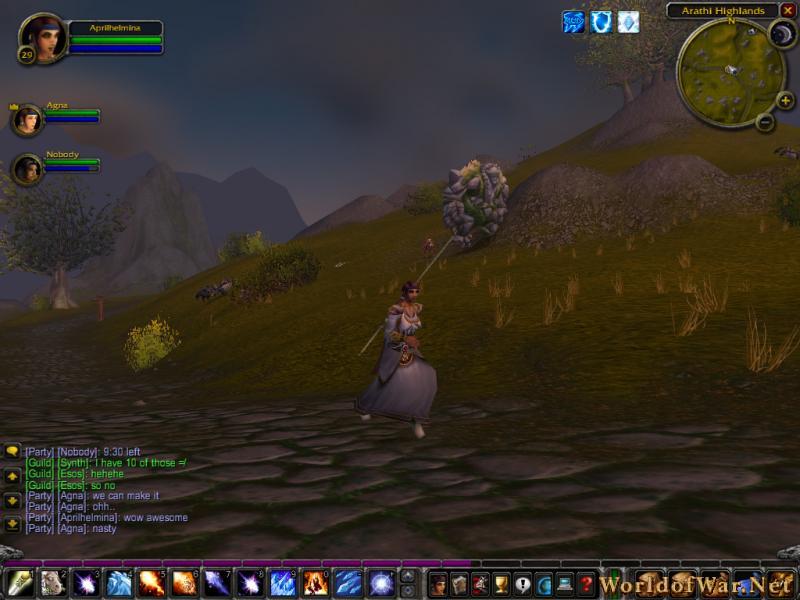 Aprilhelmina
Arathi Highlands
N
29
Agna
Nobody
[Party] [Nobody]: 9:30 left
[Guild] [Synth]: I have 10 of those =/
[Guild] [Esos]: hehehe
[Guild] [Esos]: so no
[Party] [Agna]: we can make it
[Party] [Agna]: ohh..
[Party] [Aprilhelmina]: wow awesome
[Party] [Agna]: nasty
WorldofWar.Net